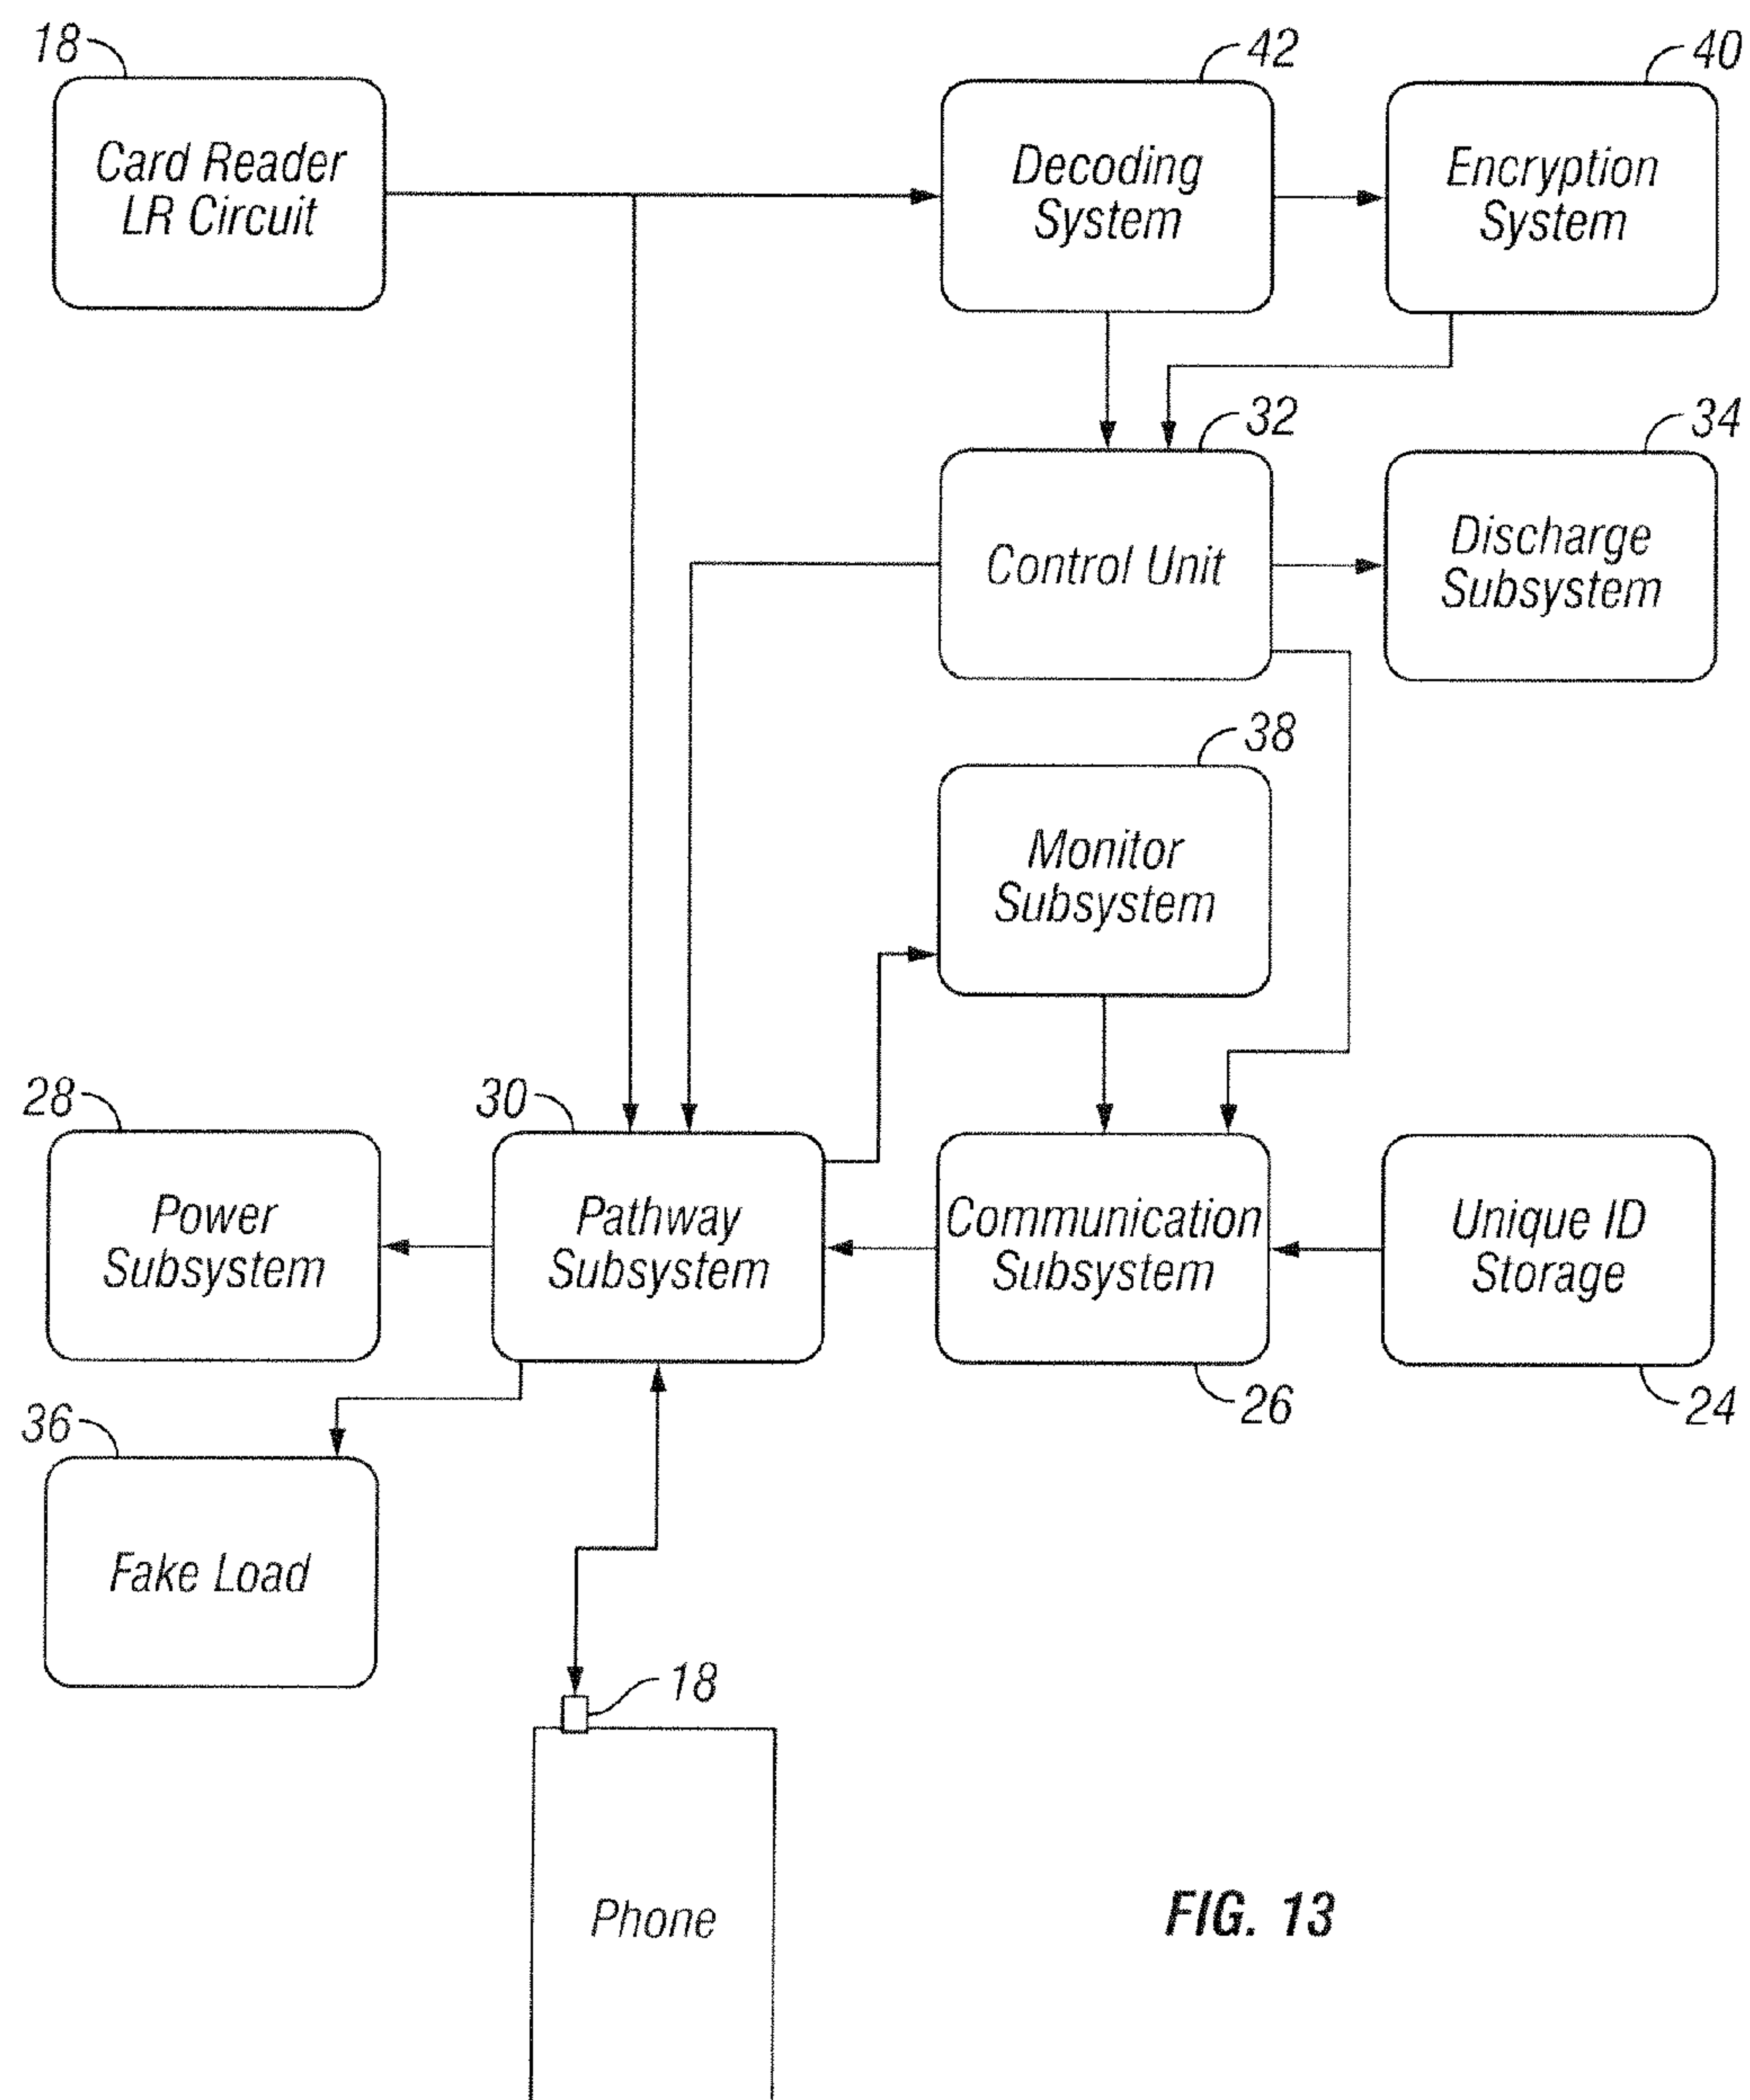 18
42
40
Card Reader
LR Circuit
Decoding
System
Encryption
System
32
34
Control Unit
Discharge
Subsystem
38
Monitor
Subsystem
28
30
Power
Subsystem
Pathway
Subsystem
Communication
Subsystem
Unique ID
Storage
26
24
36
Fake Load
18
Phone
FIG. 13